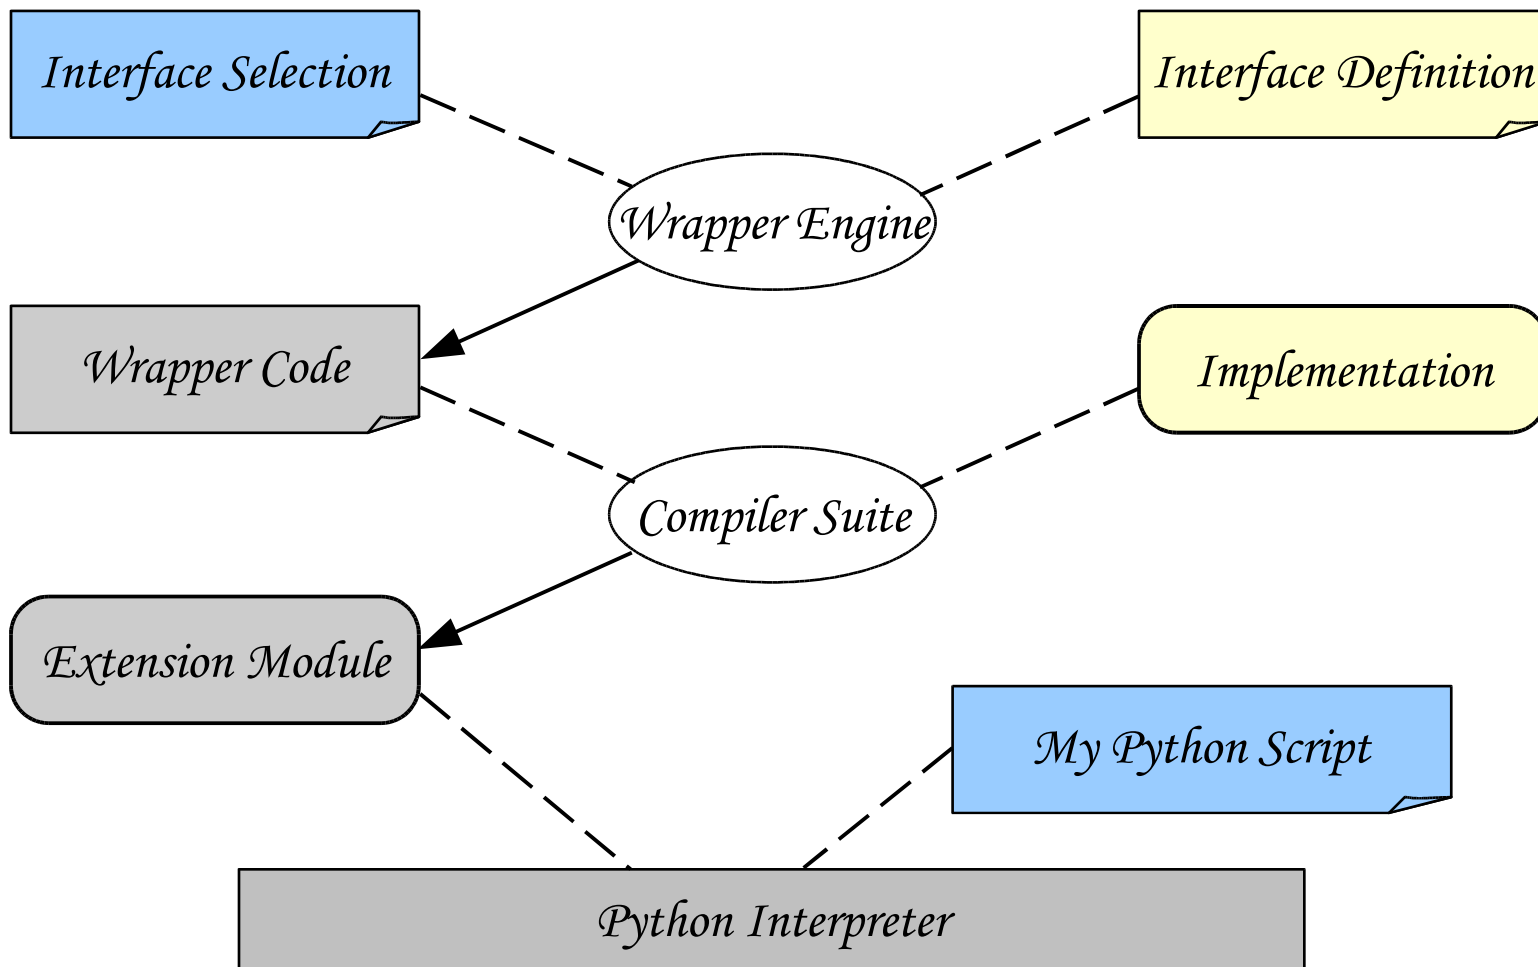 Interface Selection
Interface Definition
Wrapper Engine
Wrapper Code
Implementation
Compiler Suite
Extension Module
My Python Script
Python Interpreter